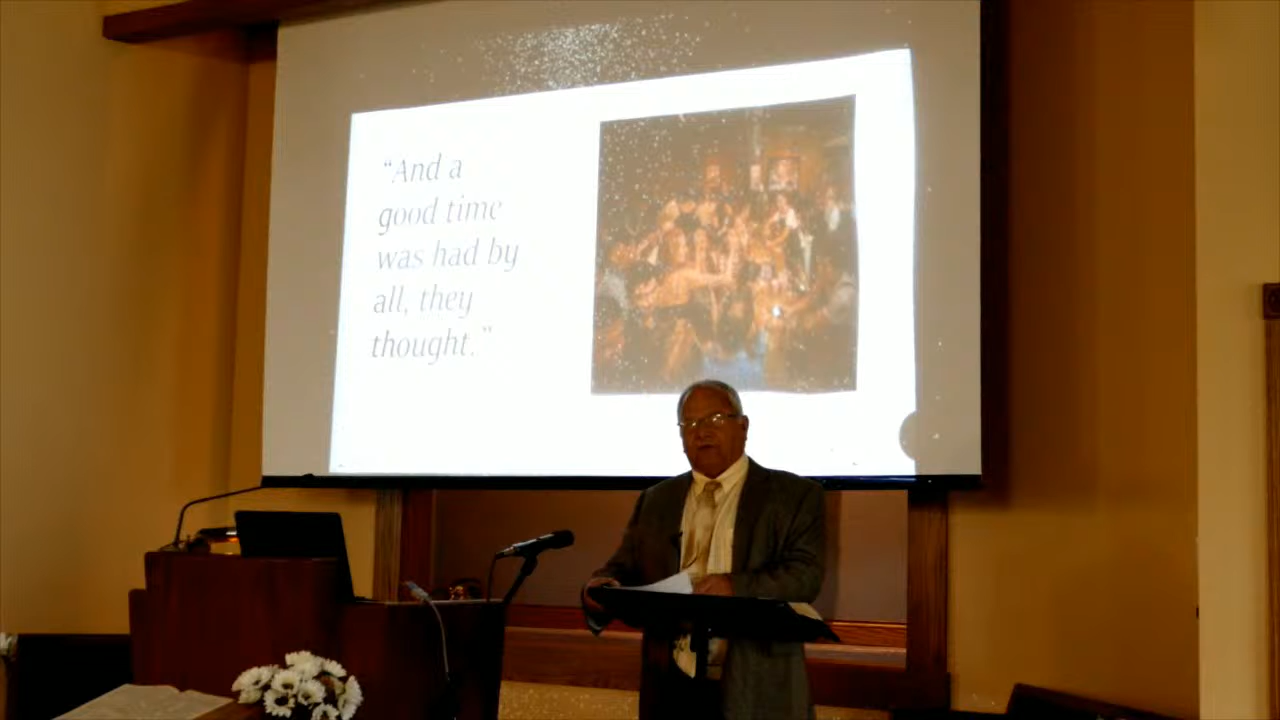 “And a
good time
was had by
all, they
thought.”